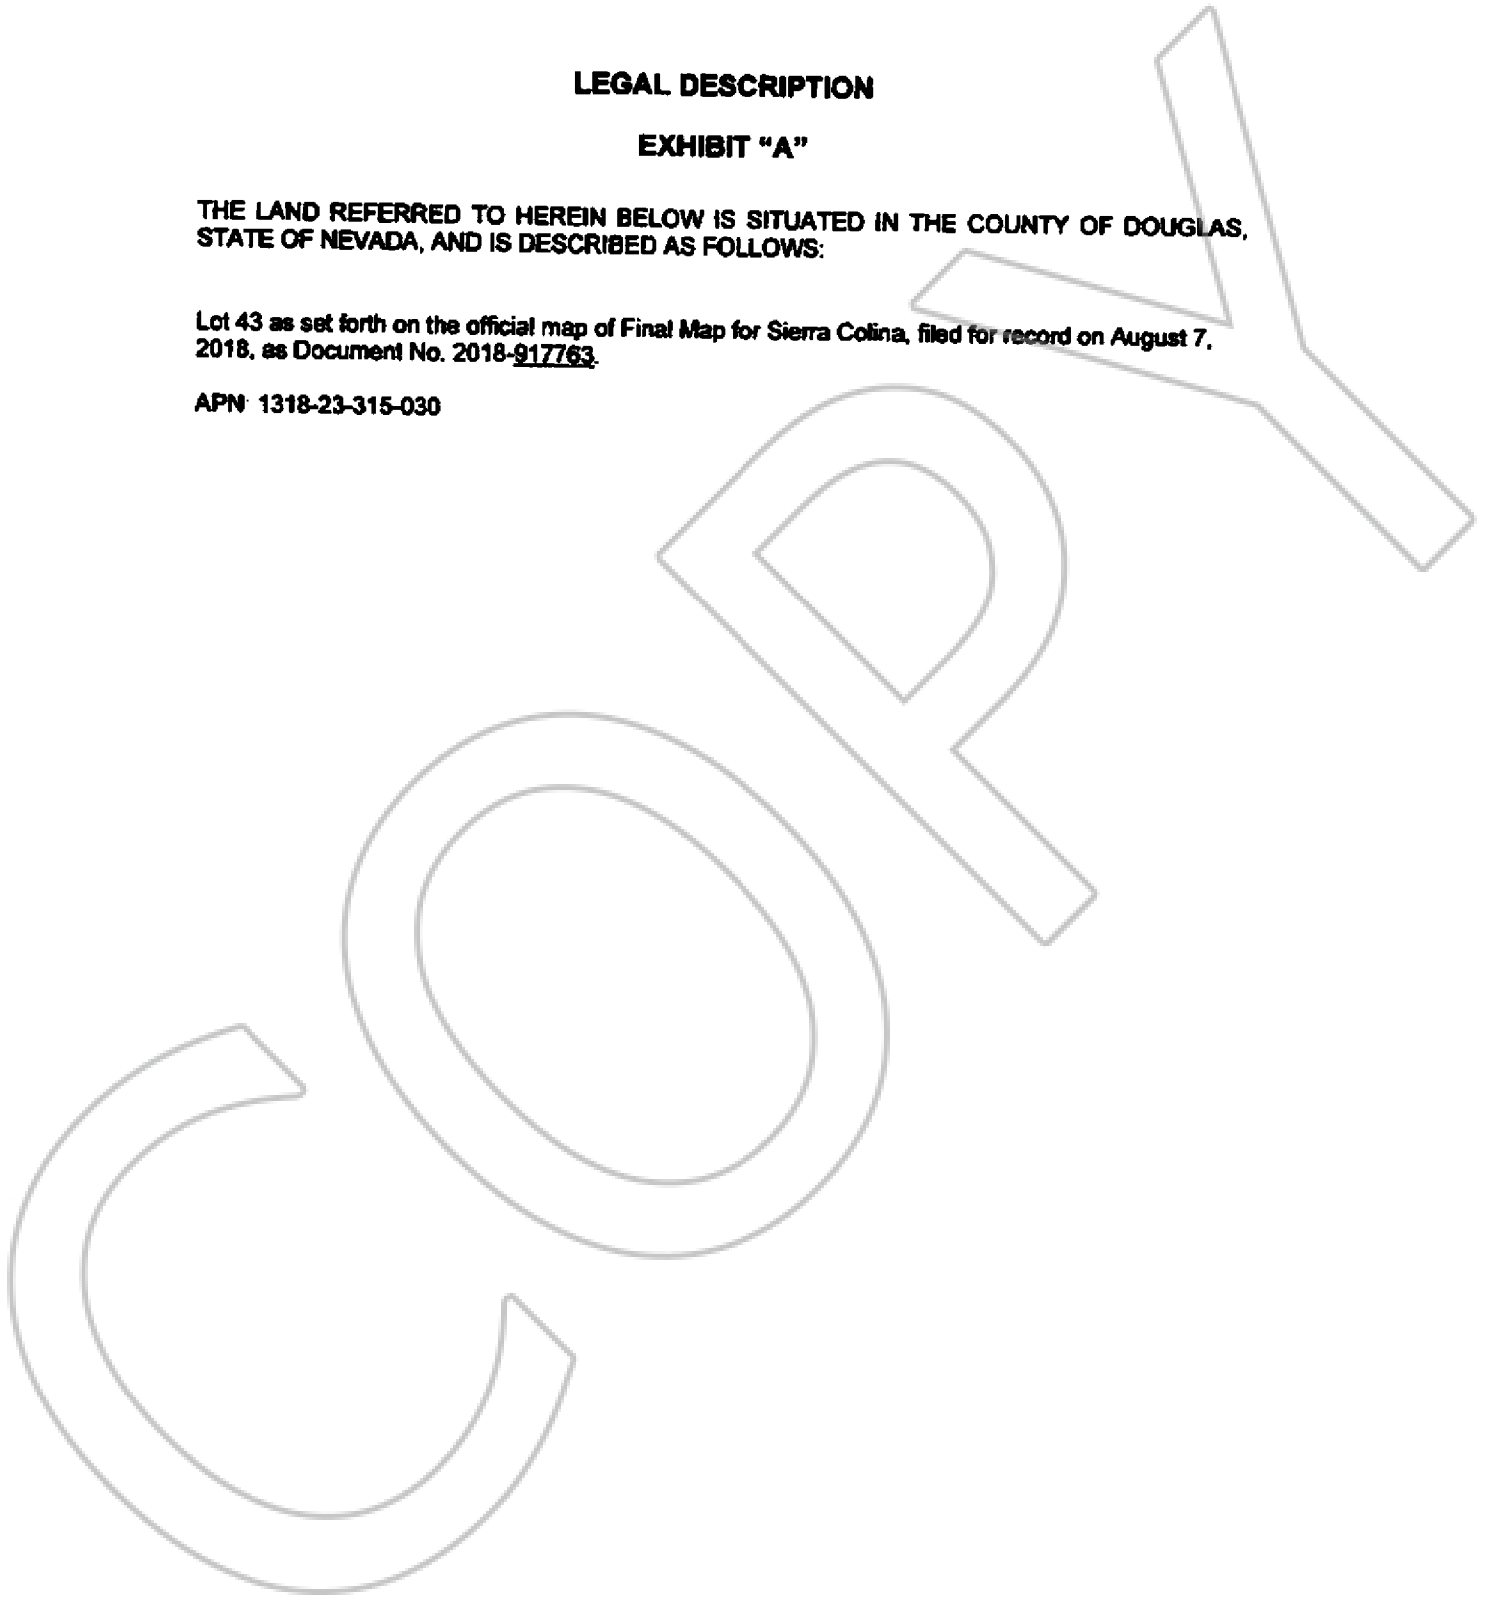 LEGAL DESCRIPTION
EXHIBIT “A”
THE LAND REFERRED TO HEREIN BELOW IS SITUATED IN THE COUNTY OF DOUGLAS,
STATE OF NEVADA, AND IS DESCRIBED AS FOLLOWS:
Lot 43 as set forth on the official map of Final Map for Sierra Colina, filed for record on August 7,
2018, as Document No. 2018-917763.
APN: 1318-23-315-030
COPY